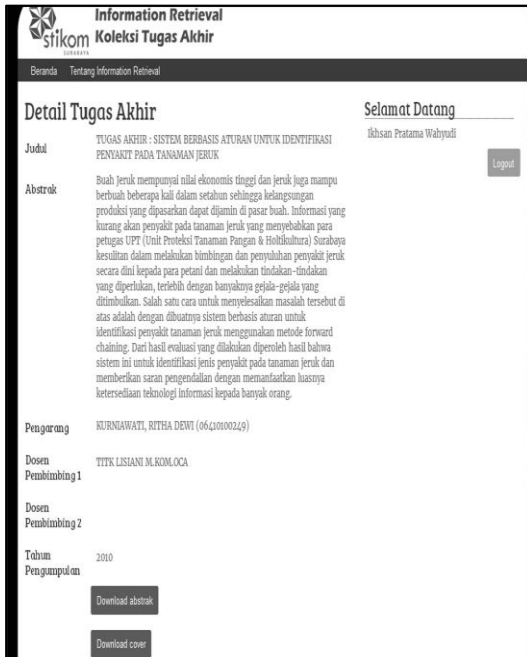 stikom
SURABAYA
Information Retrieval
Koleksi Tugas Akhir
Beranda Tentang Information Retrieval
Detail Tugas Akhir
Judul
TUGAS AKHIR : SISTEM BERBASIS ATURAN UNTUK IDENTIFIKASI
PENYAKIT PADA TANAMAN JERUK
Abstrak
Buah Jeruk mempunyai nilai ekonomis tinggi dan jeruk juga mampu
berbuah beberapa kali dalam setahun sehingga kelangsungan
produksi yang dipasarkan dapat dijamin di pasar buah. Informasi yang
kurang akan penyakit pada tanaman jeruk yang menyebabkan para
petugas UPT (Unit Proteksi Tanaman Pangan & Holtikultura) Surabaya
kesulitan dalam melakukan bimbingan dan penyuluhan penyakit jeruk
secara dini kepada para petani dan melakukan tindakan-tindakan
yang diperlukan, terlebih dengan banyaknya gejala-gejala yang
ditimbulkan. Salah satu cara untuk menyelesaikan masalah tersebut di
atas adalah dengan dibuatnya sistem berbasis aturan untuk
identifikasi penyakit tanaman jeruk menggunakan metode forward
chaining. Dari hasil evaluasi yang dilakukan diperoleh hasil bahwa
sistem ini untuk identifikasi jenis penyakit pada tanaman jeruk dan
memberikan saran pengendalian dengan memanfaatkan luasnya
ketersediaan teknologi informasi kepada banyak orang.
Pengarang
KURNIAWATI, RITHA DEWI (06410100249)
Dosen
Pembimbing 1
TITK LISIANI M.KOM.OCA
Dosen
Pembimbing 2
Tahun
Pengumpulan
2010
Download abstrak
Download cover
Selamat Datang
Ikhsan Pratama Wahyudi
Logout